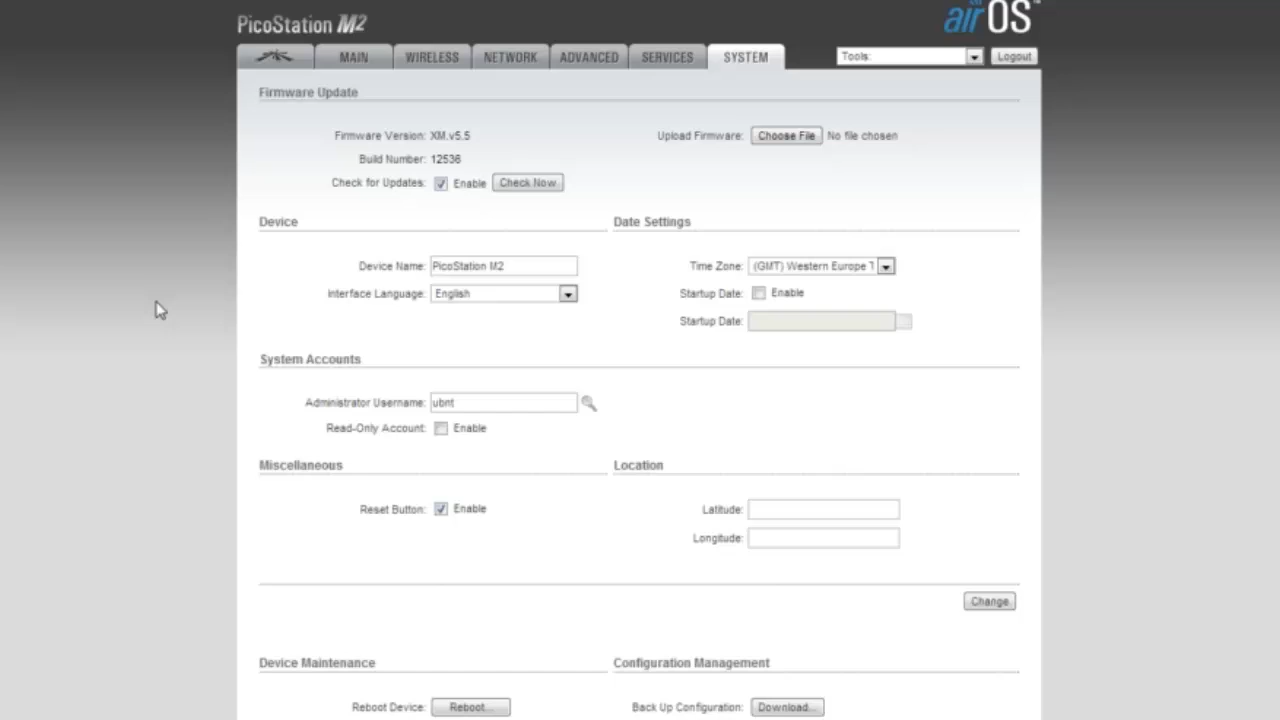 PicoStation M2
airOS™
MAIN WIRELESS NETWORK ADVANCED SERVICES SYSTEM Tools: Logout
Firmware Update
Firmware Version: XM.v5.5 Upload Firmware: Choose File No file chosen
Build Number: 12536
Check for Updates: Enable Check Now
Device Date Settings
Device Name: PicoStation M2 Time Zone: (GMT) Western Europe T
Interface Language: English Startup Date: Enable
Startup Date:
System Accounts
Administrator Username: ubnt
Read-Only Account: Enable
Miscellaneous Location
Reset Button: Enable Latitude:
Longitude:
Change
Device Maintenance Configuration Management
Reboot Device: Reboot... Back Up Configuration: Download...